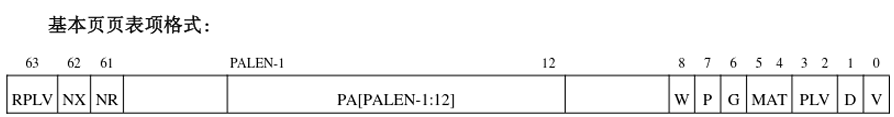 基本页页表项格式：
63 62 61 PALEN-1 12 8 7 6 5 4 3 2 1 0
RPLV NX NR PA[PALEN-1:12] W P G MAT PLV D V